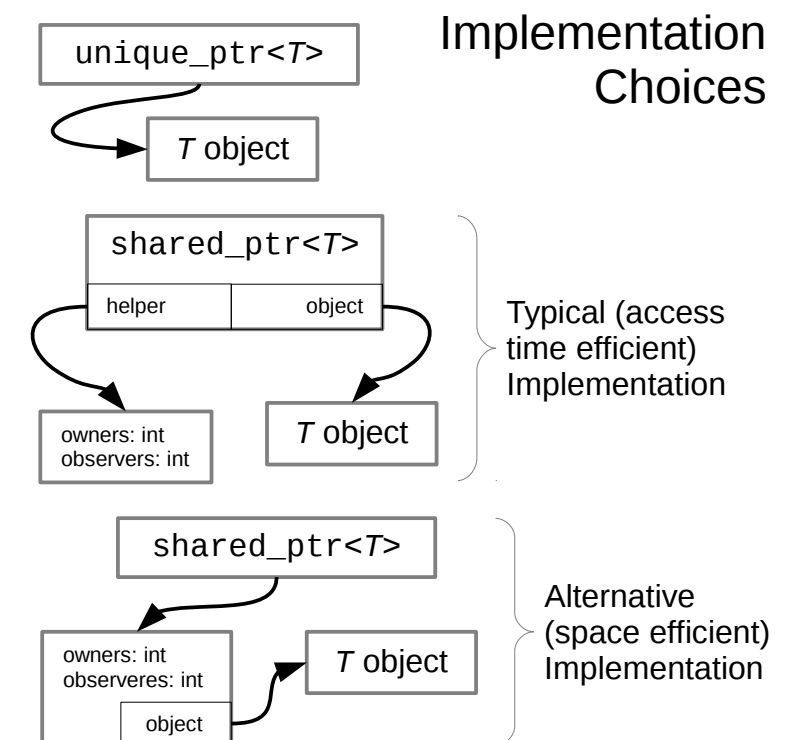 Implementation
Choices
unique_ptr<T>
T object
shared_ptr<T>
helper
object
owners: int
observers: int
T object
Typical (access
time efficient)
Implementation
shared_ptr<T>
owners: int
observeres: int
object
T object
Alternative
(space efficient)
Implementation